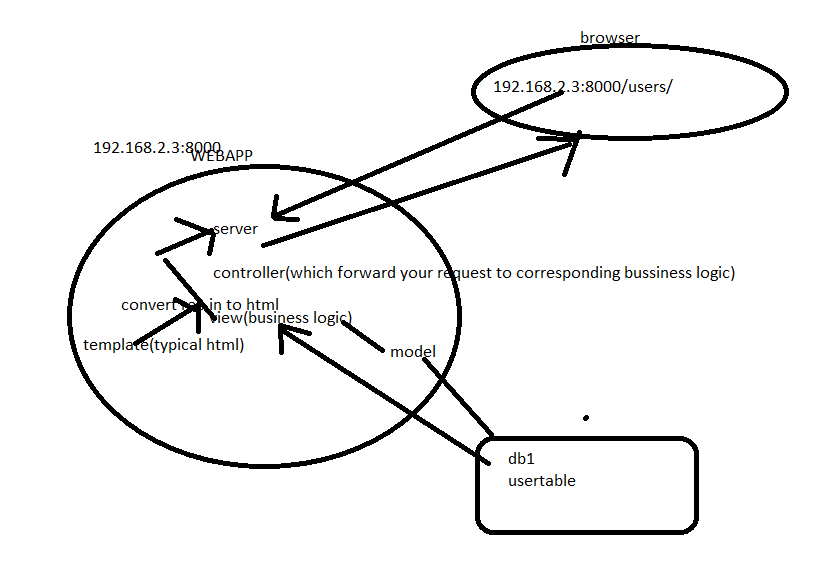 browser
192.168.2.3:8000/users/
192.168.2.3:8000
WEBAPP
server
controller(which forward your request to corresponding bussiness logic)
convert in to html
view(business logic)
template(typical html)
model
db1
usertable